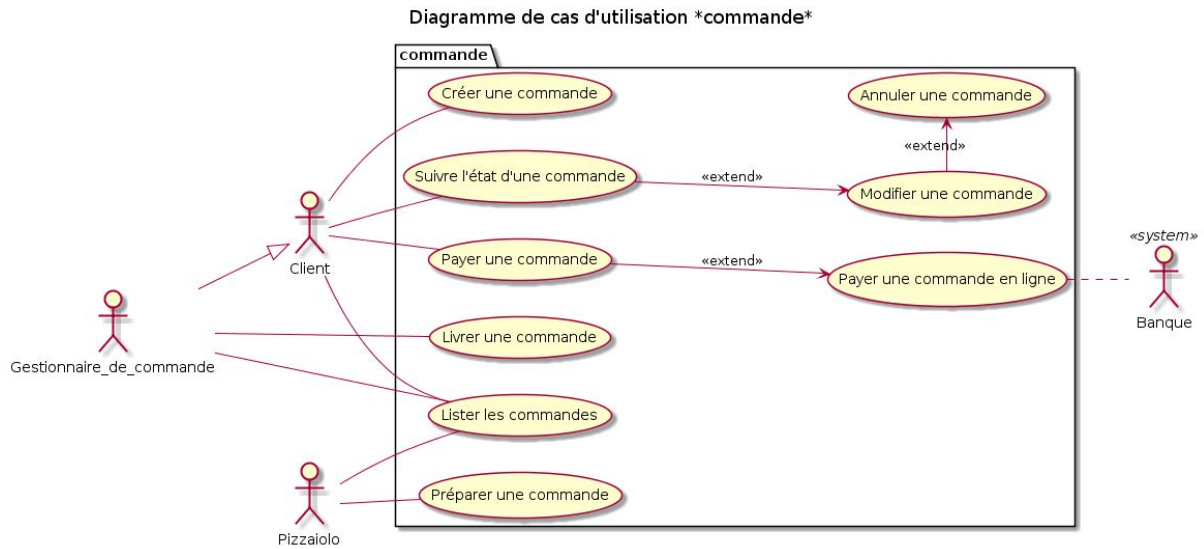 Diagramme de cas d'utilisation *commande*
commande
Créer une commande
Annuler une commande
«extend»
Suivre l'état d'une commande
«extend»
Modifier une commande
Client
Payer une commande
«extend»
Payer une commande en ligne
«system»
Banque
Gestionnaire_de_commande
Livrer une commande
Lister les commandes
Préparer une commande
Pizzaiolo